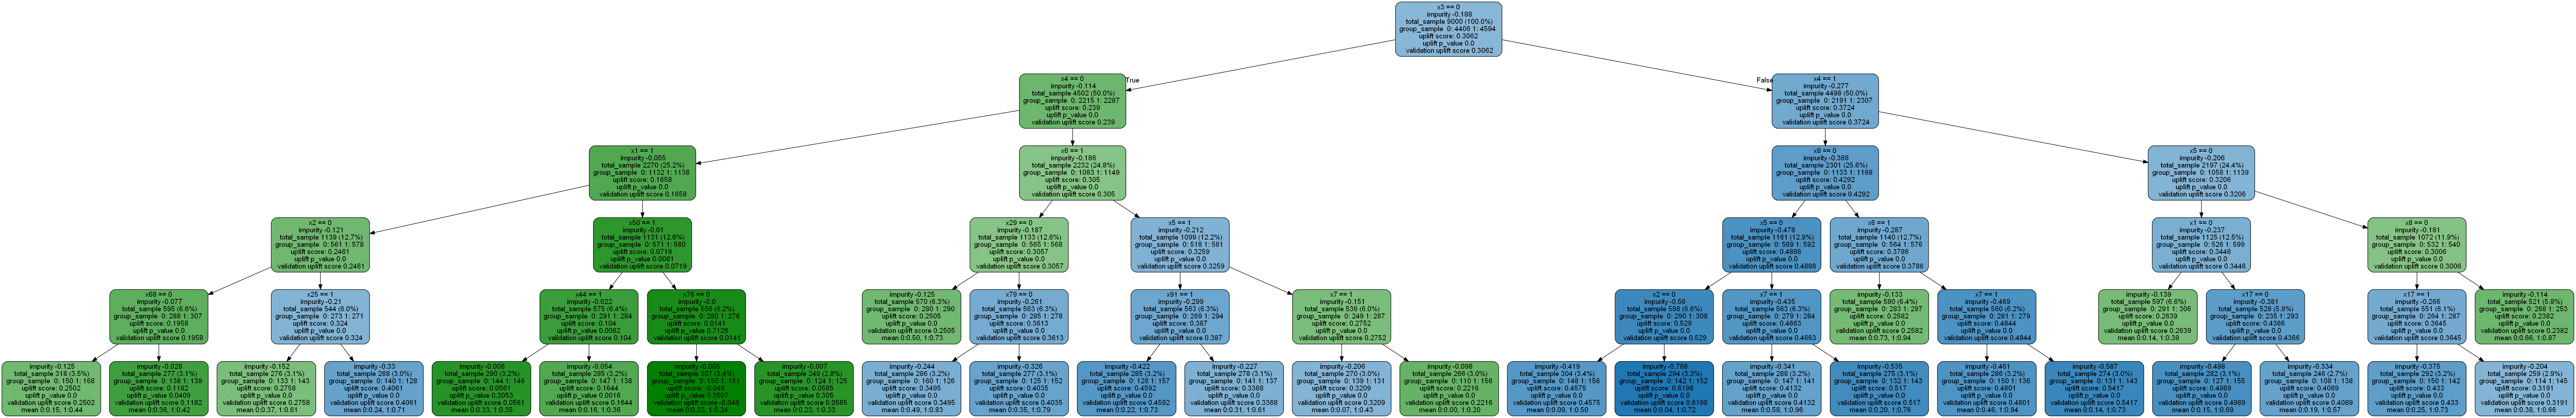 x3 == 0
impurity -0.188
total_sample 9000 (100.0%)
group_sample 0: 4406 1: 4594
uplift score: 0.3062
uplift p_value 0.0
validation uplift score 0.3062
True
False
x4 == 0
impurity -0.114
total_sample 4502 (50.0%)
group_sample 0: 2215 1: 2287
uplift score: 0.239
uplift p_value 0.0
validation uplift score 0.239
x4 == 1
impurity -0.277
total_sample 4498 (50.0%)
group_sample 0: 2191 1: 2307
uplift score: 0.3724
uplift p_value 0.0
validation uplift score 0.3724
x1 == 1
impurity -0.055
total_sample 2270 (25.2%)
group_sample 0: 1132 1: 1138
uplift score: 0.1658
uplift p_value 0.0
validation uplift score 0.1658
x6 == 1
impurity -0.186
total_sample 2232 (24.8%)
group_sample 0: 1083 1: 1149
uplift score: 0.305
uplift p_value 0.0
validation uplift score 0.305
x8 == 0
impurity -0.368
total_sample 2301 (25.6%)
group_sample 0: 1133 1: 1168
uplift score: 0.4292
uplift p_value 0.0
validation uplift score 0.4292
x5 == 0
impurity -0.206
total_sample 2197 (24.4%)
group_sample 0: 1058 1: 1139
uplift score: 0.3206
uplift p_value 0.0
validation uplift score 0.3206
x2 == 0
impurity -0.121
total_sample 1139 (12.7%)
group_sample 0: 561 1: 578
uplift score: 0.2461
uplift p_value 0.0
validation uplift score 0.2461
x50 == 1
impurity -0.01
total_sample 1131 (12.6%)
group_sample 0: 571 1: 560
uplift score: 0.0719
uplift p_value 0.0081
validation uplift score 0.0719
x29 == 0
impurity -0.187
total_sample 1133 (12.6%)
group_sample 0: 565 1: 568
uplift score: 0.3057
uplift p_value 0.0
validation uplift score 0.3057
x5 == 1
impurity -0.212
total_sample 1099 (12.2%)
group_sample 0: 518 1: 581
uplift score: 0.3259
uplift p_value 0.0
validation uplift score 0.3259
x5 == 0
impurity -0.478
total_sample 1161 (12.9%)
group_sample 0: 569 1: 592
uplift score: 0.4886
uplift p_value 0.0
validation uplift score 0.4886
x6 == 1
impurity -0.287
total_sample 1140 (12.7%)
group_sample 0: 564 1: 576
uplift score: 0.3786
uplift p_value 0.0
validation uplift score 0.3786
x1 == 0
impurity -0.237
total_sample 1125 (12.5%)
group_sample 0: 526 1: 599
uplift score: 0.3446
uplift p_value 0.0
validation uplift score 0.3446
x8 == 0
impurity -0.181
total_sample 1072 (11.9%)
group_sample 0: 532 1: 540
uplift score: 0.3006
uplift p_value 0.0
validation uplift score 0.3006
x68 == 0
impurity -0.077
total_sample 595 (6.6%)
group_sample 0: 288 1: 307
uplift score: 0.1958
uplift p_value 0.0
validation uplift score 0.1958
x25 == 1
impurity -0.21
total_sample 544 (6.0%)
group_sample 0: 273 1: 271
uplift score: 0.324
uplift p_value 0.0
validation uplift score 0.324
x44 == 1
impurity -0.022
total_sample 575 (6.4%)
group_sample 0: 291 1: 284
uplift score: 0.104
uplift p_value 0.0062
validation uplift score 0.104
x76 == 0
impurity -0.0
total_sample 556 (6.2%)
group_sample 0: 280 1: 276
uplift score: 0.0141
uplift p_value 0.7128
validation uplift score 0.0141
impurity -0.125
total_sample 570 (6.3%)
group_sample 0: 280 1: 290
uplift score: 0.2505
uplift p_value 0.0
validation uplift score 0.2505
mean 0:0.50, 1:0.73
x79 == 0
impurity -0.261
total_sample 563 (6.3%)
group_sample 0: 285 1: 278
uplift score: 0.3613
uplift p_value 0.0
validation uplift score 0.3613
x91 == 1
impurity -0.299
total_sample 563 (6.3%)
group_sample 0: 269 1: 294
uplift score: 0.387
uplift p_value 0.0
validation uplift score 0.387
x7 == 1
impurity -0.151
total_sample 536 (6.0%)
group_sample 0: 249 1: 287
uplift score: 0.2752
uplift p_value 0.0
validation uplift score 0.2752
x2 == 0
impurity -0.56
total_sample 598 (6.6%)
group_sample 0: 290 1: 308
uplift score: 0.529
uplift p_value 0.0
validation uplift score 0.529
x7 == 1
impurity -0.435
total_sample 563 (6.3%)
group_sample 0: 279 1: 284
uplift score: 0.4663
uplift p_value 0.0
validation uplift score 0.4663
impurity -0.133
total_sample 580 (6.4%)
group_sample 0: 283 1: 297
uplift score: 0.2582
uplift p_value 0.0
validation uplift score 0.2582
mean 0:0.73, 1:0.94
x7 == 1
impurity -0.469
total_sample 560 (6.2%)
group_sample 0: 281 1: 279
uplift score: 0.4844
uplift p_value 0.0
validation uplift score 0.4844
impurity -0.139
total_sample 597 (6.6%)
group_sample 0: 291 1: 306
uplift score: 0.2639
uplift p_value 0.0
validation uplift score 0.2639
mean 0:0.14, 1:0.38
x17 == 0
impurity -0.381
total_sample 528 (5.9%)
group_sample 0: 235 1: 293
uplift score: 0.4366
uplift p_value 0.0
validation uplift score 0.4366
x17 == 1
impurity -0.266
total_sample 551 (6.1%)
group_sample 0: 264 1: 287
uplift score: 0.3645
uplift p_value 0.0
validation uplift score 0.3645
impurity -0.114
total_sample 521 (5.8%)
group_sample 0: 268 1: 253
uplift score: 0.2382
uplift p_value 0.0
validation uplift score 0.2382
mean 0:0.66, 1:0.87
impurity -0.125
total_sample 318 (3.5%)
group_sample 0: 150 1: 168
uplift score: 0.2502
uplift p_value 0.0
validation uplift score 0.2502
mean 0:0.15, 1:0.44
impurity -0.028
total_sample 277 (3.1%)
group_sample 0: 138 1: 139
uplift score: 0.1182
uplift p_value 0.0409
validation uplift score 0.1182
mean 0:0.36, 1:0.42
impurity -0.152
total_sample 276 (3.1%)
group_sample 0: 133 1: 143
uplift score: 0.2758
uplift p_value 0.0
validation uplift score 0.2758
mean 0:0.37, 1:0.61
impurity -0.33
total_sample 268 (3.0%)
group_sample 0: 140 1: 128
uplift score: 0.4061
uplift p_value 0.0
validation uplift score 0.4061
mean 0:0.24, 1:0.71
impurity -0.006
total_sample 290 (3.2%)
group_sample 0: 144 1: 146
uplift score: 0.0561
uplift p_value 0.3053
validation uplift score 0.0561
mean 0:0.33, 1:0.35
impurity -0.054
total_sample 285 (3.2%)
group_sample 0: 147 1: 138
uplift score: 0.1644
uplift p_value 0.0016
validation uplift score 0.1644
mean 0:0.16, 1:0.36
impurity -0.005
total_sample 307 (3.4%)
group_sample 0: 156 1: 151
uplift score: -0.048
uplift p_value 0.3507
validation uplift score -0.048
mean 0:0.33, 1:0.24
impurity -0.007
total_sample 249 (2.8%)
group_sample 0: 124 1: 125
uplift score: 0.0585
uplift p_value 0.305
validation uplift score 0.0585
mean 0:0.23, 1:0.33
impurity -0.244
total_sample 286 (3.2%)
group_sample 0: 160 1: 126
uplift score: 0.3495
uplift p_value 0.0
validation uplift score 0.3495
mean 0:0.49, 1:0.83
impurity -0.326
total_sample 277 (3.1%)
group_sample 0: 125 1: 152
uplift score: 0.4035
uplift p_value 0.0
validation uplift score 0.4035
mean 0:0.35, 1:0.79
impurity -0.422
total_sample 285 (3.2%)
group_sample 0: 128 1: 157
uplift score: 0.4592
uplift p_value 0.0
validation uplift score 0.4592
mean 0:0.22, 1:0.73
impurity -0.227
total_sample 278 (3.1%)
group_sample 0: 141 1: 137
uplift score: 0.3368
uplift p_value 0.0
validation uplift score 0.3368
mean 0:0.31, 1:0.61
impurity -0.206
total_sample 270 (3.0%)
group_sample 0: 139 1: 131
uplift score: 0.3209
uplift p_value 0.0
validation uplift score 0.3209
mean 0:0.07, 1:0.43
impurity -0.098
total_sample 266 (3.0%)
group_sample 0: 110 1: 156
uplift score: 0.2216
uplift p_value 0.0
validation uplift score 0.2216
mean 0:0.00, 1:0.20
impurity -0.419
total_sample 304 (3.4%)
group_sample 0: 148 1: 156
uplift score: 0.4575
uplift p_value 0.0
validation uplift score 0.4575
mean 0:0.09, 1:0.50
impurity -0.768
total_sample 294 (3.3%)
group_sample 0: 142 1: 152
uplift score: 0.6198
uplift p_value 0.0
validation uplift score 0.6198
mean 0:0.04, 1:0.72
impurity -0.341
total_sample 288 (3.2%)
group_sample 0: 147 1: 141
uplift score: 0.4132
uplift p_value 0.0
validation uplift score 0.4132
mean 0:0.58, 1:0.96
impurity -0.535
total_sample 275 (3.1%)
group_sample 0: 132 1: 143
uplift score: 0.517
uplift p_value 0.0
validation uplift score 0.517
mean 0:0.20, 1:0.76
impurity -0.461
total_sample 286 (3.2%)
group_sample 0: 150 1: 136
uplift score: 0.4801
uplift p_value 0.0
validation uplift score 0.4801
mean 0:0.46, 1:0.94
impurity -0.587
total_sample 274 (3.0%)
group_sample 0: 131 1: 143
uplift score: 0.5417
uplift p_value 0.0
validation uplift score 0.5417
mean 0:0.14, 1:0.73
impurity -0.498
total_sample 282 (3.1%)
group_sample 0: 127 1: 155
uplift score: 0.4989
uplift p_value 0.0
validation uplift score 0.4989
mean 0:0.15, 1:0.69
impurity -0.334
total_sample 246 (2.7%)
group_sample 0: 108 1: 138
uplift score: 0.4089
uplift p_value 0.0
validation uplift score 0.4089
mean 0:0.19, 1:0.57
impurity -0.375
total_sample 292 (3.2%)
group_sample 0: 150 1: 142
uplift score: 0.433
uplift p_value 0.0
validation uplift score 0.433
mean 0:0.25, 1:0.73
impurity -0.204
total_sample 259 (2.9%)
group_sample 0: 114 1: 145
uplift score: 0.3191
uplift p_value 0.0
validation uplift score 0.3191
mean 0:0.31, 1:0.66